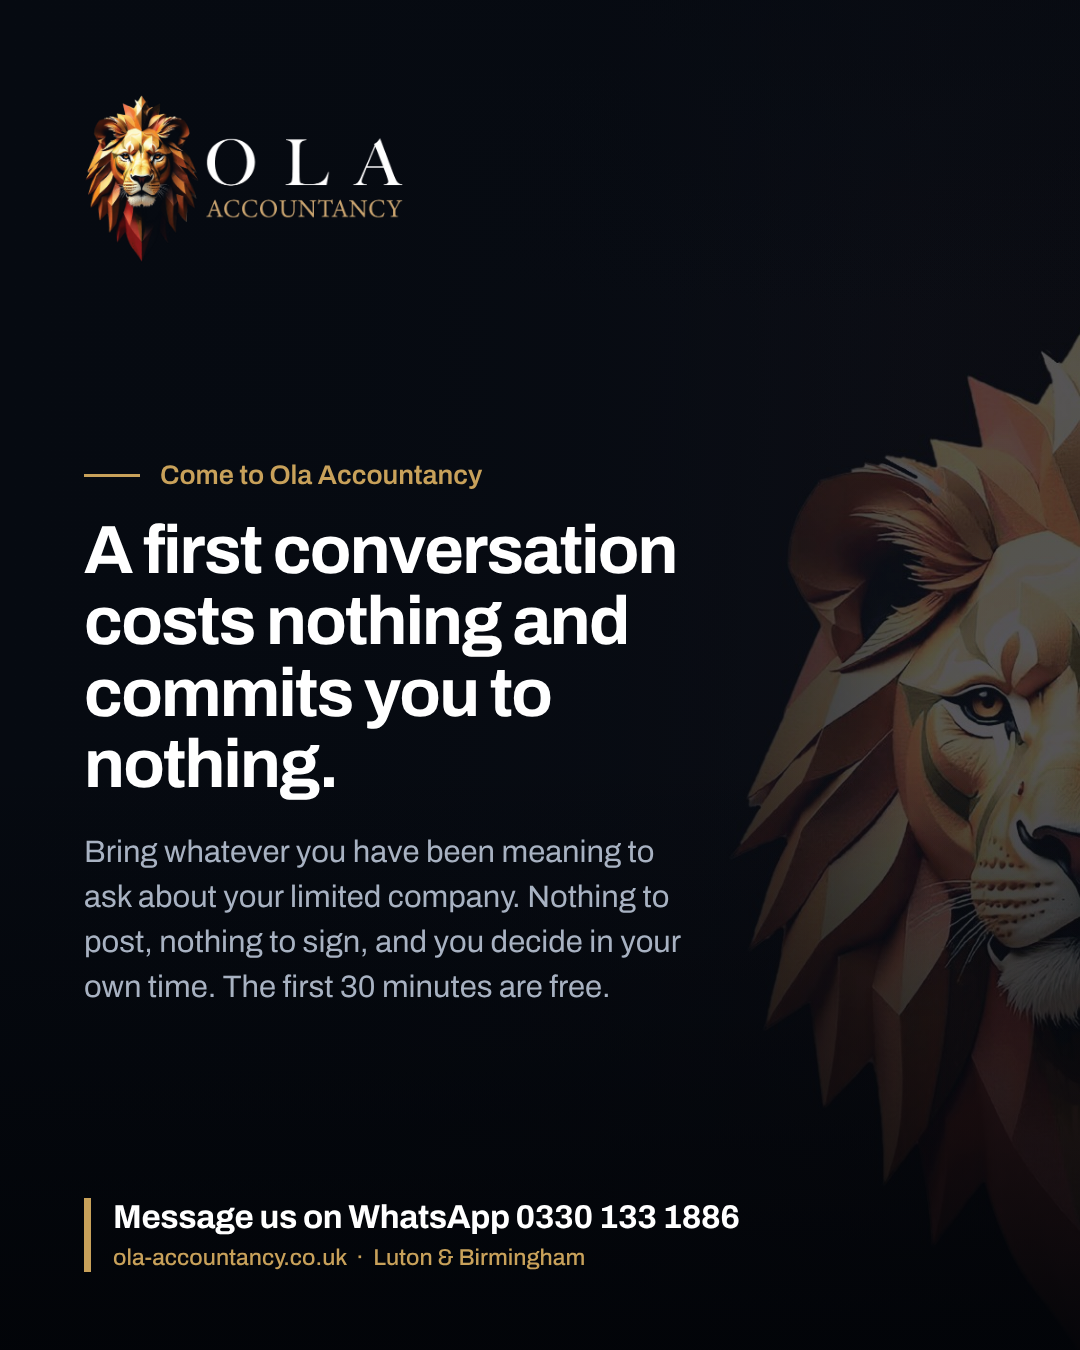 OLA
ACCOUNTANCY
Come to Ola Accountancy
A first conversation
costs nothing and
commits you to
nothing.
Bring whatever you have been meaning to
ask about your limited company. Nothing to
post, nothing to sign, and you decide in your
own time. The first 30 minutes are free.
Message us on WhatsApp 0330 133 1886
ola-accountancy.co.uk · Luton & Birmingham